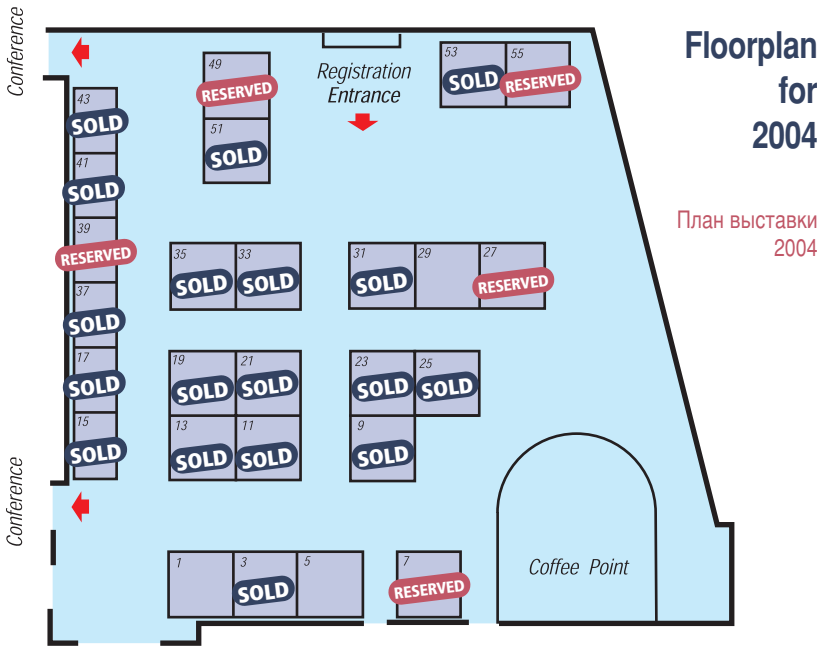 Conference
Floorplan
for
2004
План выставки
2004
Registration
Entrance
49
RESERVED
51
SOLD
53
SOLD
55
RESERVED
43
SOLD
41
SOLD
39
RESERVED
37
SOLD
17
SOLD
15
SOLD
35
SOLD
33
SOLD
31
SOLD
29
27
RESERVED
19
SOLD
21
SOLD
23
SOLD
25
SOLD
13
SOLD
11
SOLD
9
SOLD
Conference
1
3
SOLD
5
7
RESERVED
Coffee Point